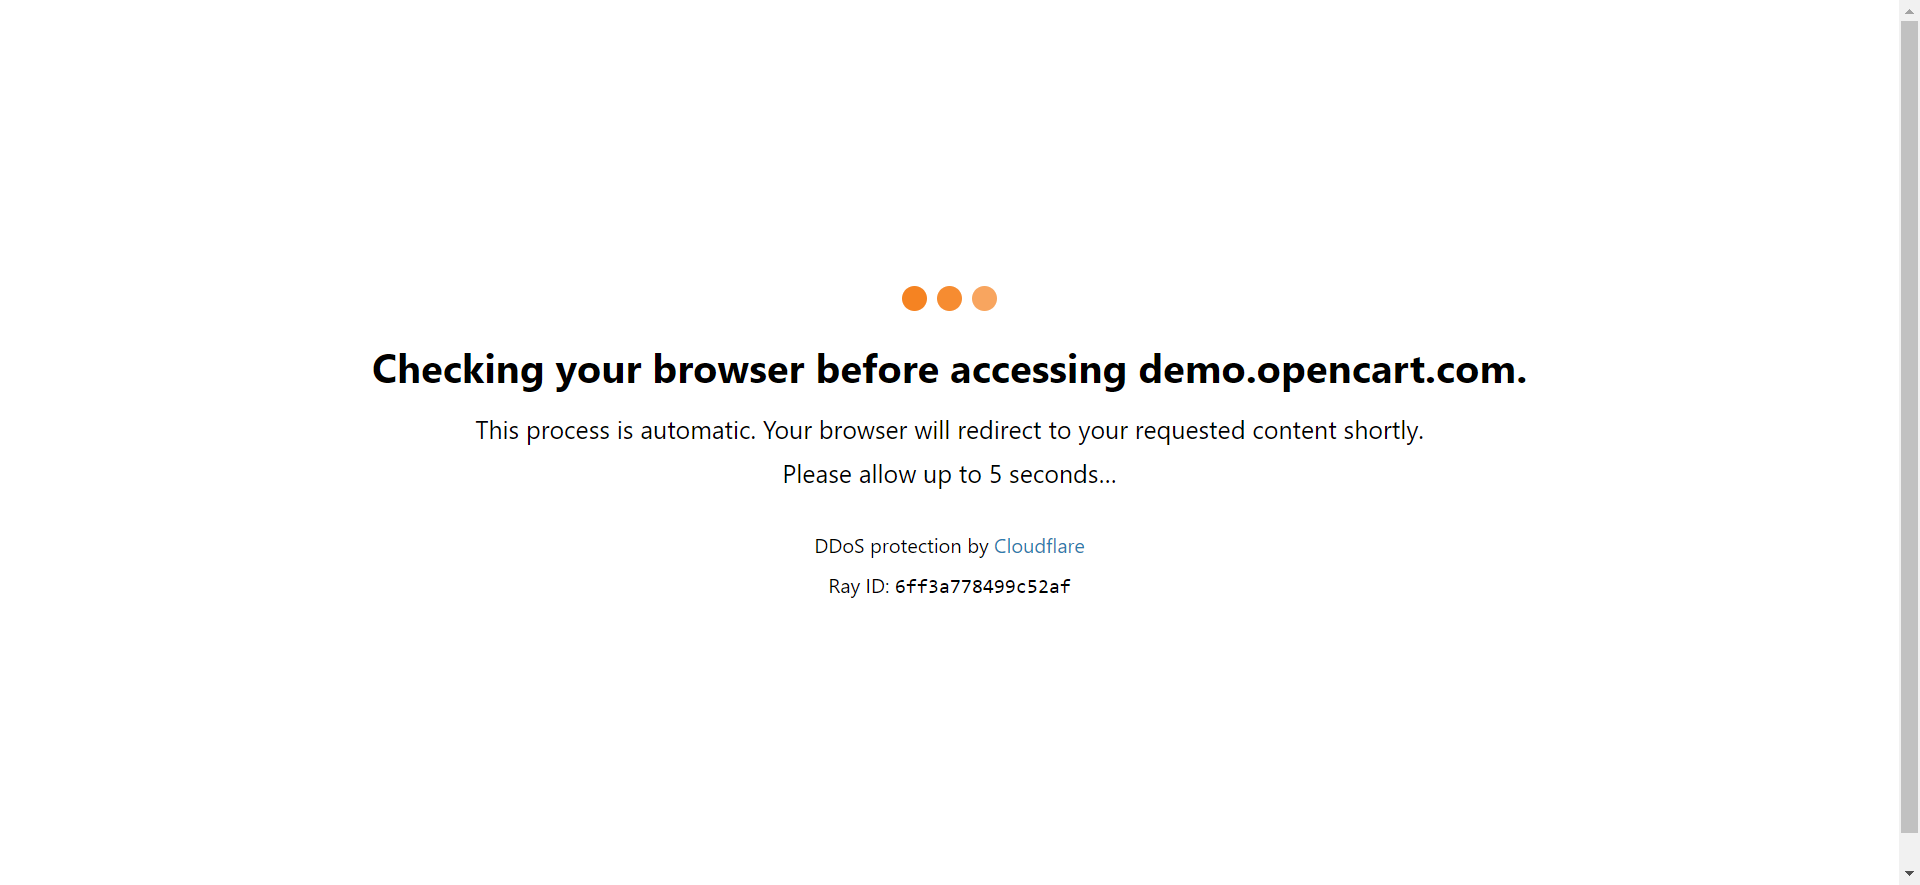 Checking your browser before accessing demo.opencart.com.
This process is automatic. Your browser will redirect to your requested content shortly.
Please allow up to 5 seconds...
DDoS protection by Cloudflare
Ray ID: 6ff3a778499c52af